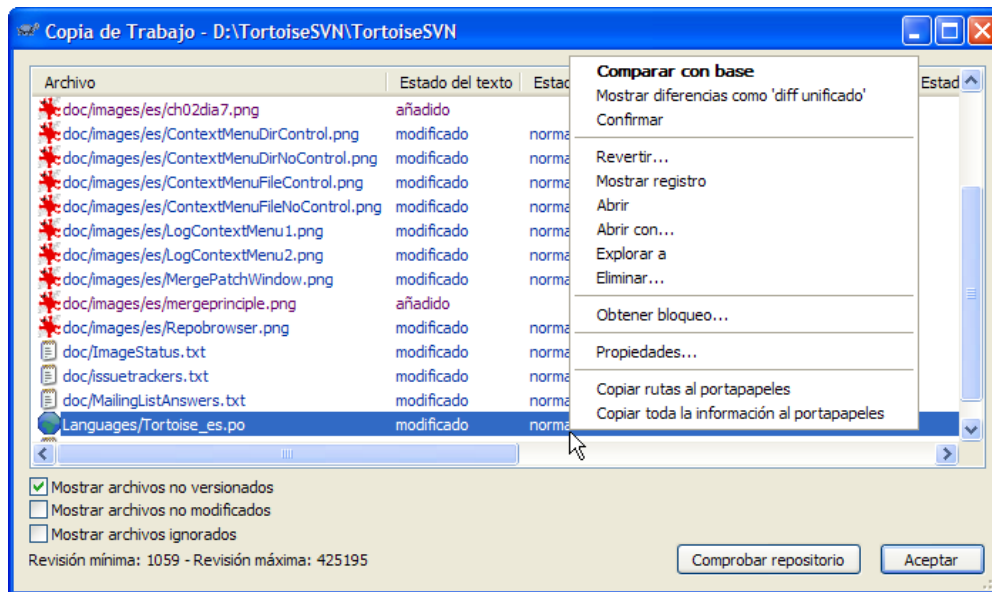 Copia de Trabajo - D:\TortoiseSVN\TortoiseSVN
Archivo Estado del texto Estad Estad
doc/images/es/ch02dia7.png añadido
doc/images/es/ContextMenuDirControl.png modificado norma
doc/images/es/ContextMenuDirNoControl.png modificado norma
doc/images/es/ContextMenuFileControl.png modificado norma
doc/images/es/ContextMenuFileNoControl.png modificado norma
doc/images/es/LogContextMenu1.png modificado norma
doc/images/es/LogContextMenu2.png modificado norma
doc/images/es/MergePatchWindow.png modificado norma
doc/images/es/mergeprinciple.png añadido
doc/images/es/Repobrowser.png modificado norma
doc/ImageStatus.txt modificado norma
doc/issuetrackers.txt modificado norma
doc/MailingListAnswers.txt modificado norma
Languages/Tortoise_es.po modificado norma
Comparar con base
Mostrar diferencias como 'diff unificado'
Confirmar
Revertir...
Mostrar registro
Abrir
Abrir con...
Explorar a
Eliminar...
Obtener bloqueo...
Propiedades...
Copiar rutas al portapapeles
Copiar toda la información al portapapeles
Mostrar archivos no versionados
Mostrar archivos no modificados
Mostrar archivos ignorados
Revisión mínima: 1059 - Revisión máxima: 425195
Comprobar repositorio
Aceptar